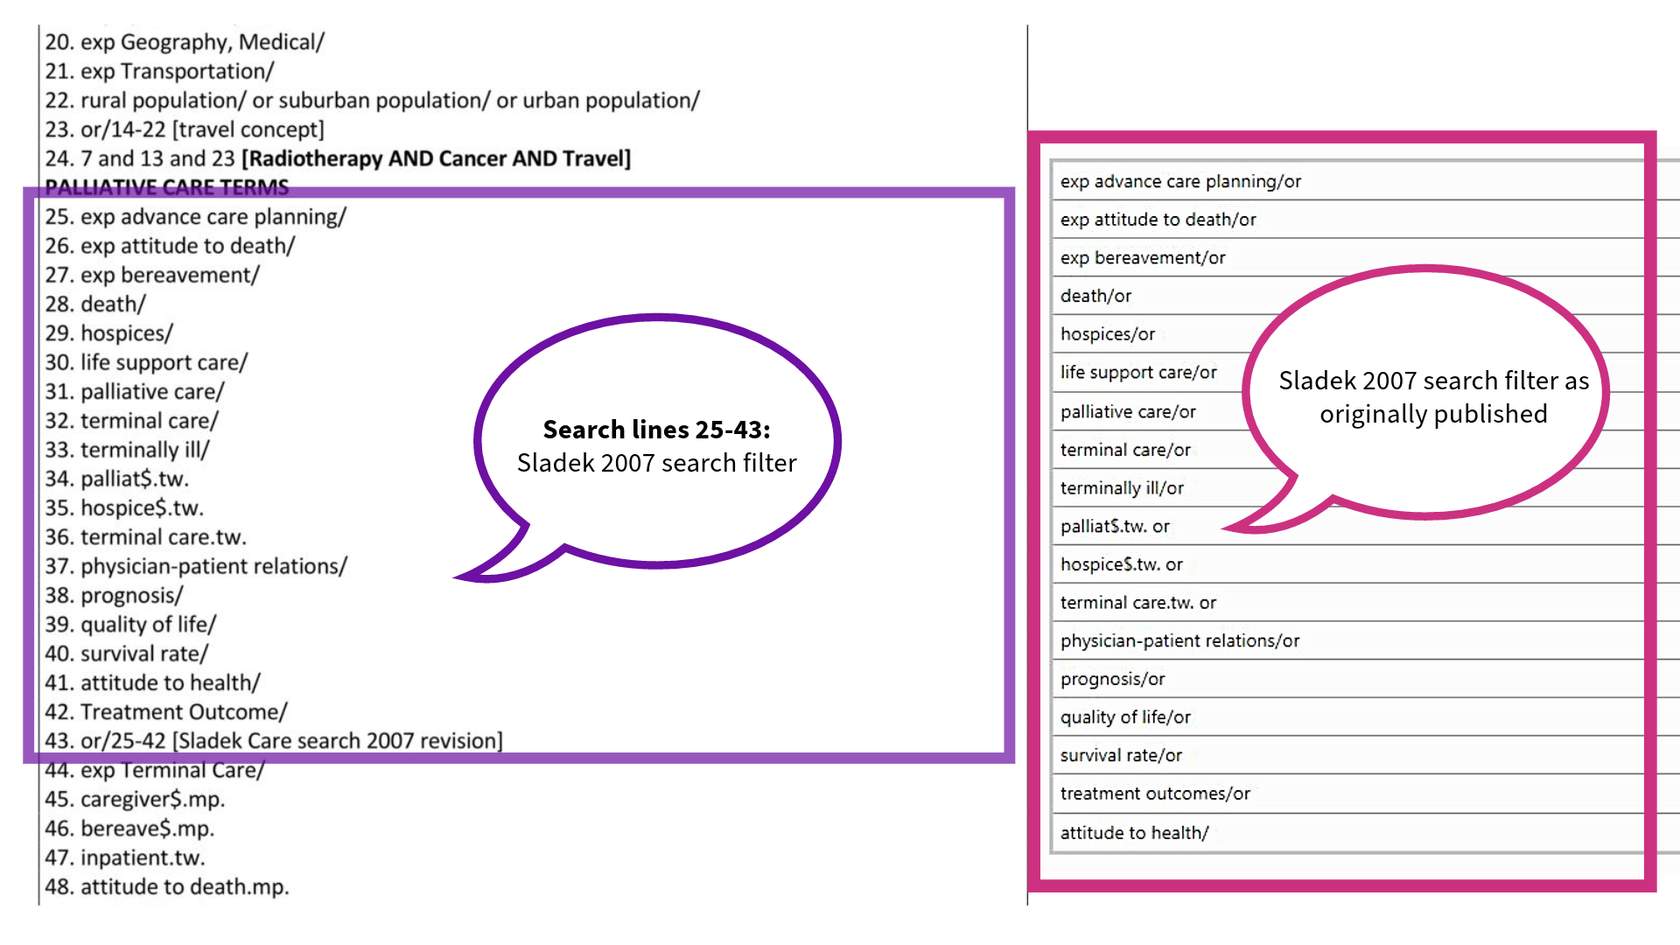 20. exp Geography, Medical/
21. exp Transportation/
22. rural population/ or suburban population/ or urban population/
23. or/14-22 [travel concept]
24. 7 and 13 and 23 [Radiotherapy AND Cancer AND Travel]
PALLIATIVE CARE TERMS
25. exp advance care planning/
26. exp attitude to death/
27. exp bereavement/
28. death/
29. hospices/
30. life support care/
31. palliative care/
32. terminal care/
33. terminally ill/
34. palliat$.tw.
35. hospice$.tw.
36. terminal care.tw.
37. physician-patient relations/
38. prognosis/
39. quality of life/
40. survival rate/
41. attitude to health/
42. Treatment Outcome/
43. or/25-42 [Sladek Care search 2007 revision]
44. exp Terminal Care/
45. caregiver$.mp.
46. bereave$.mp.
47. inpatient.tw.
48. attitude to death.mp.
Search lines 25-43:
Sladek 2007 search filter
exp advance care planning/or
exp attitude to death/or
exp bereavement/or
death/or
hospices/or
life support care/or
palliative care/or
terminal care/or
terminally ill/or
palliat$.tw. or
hospice$.tw. or
terminal care.tw. or
physician-patient relations/or
prognosis/or
quality of life/or
survival rate/or
treatment outcomes/or
attitude to health/
Sladek 2007 search filter as
originally published